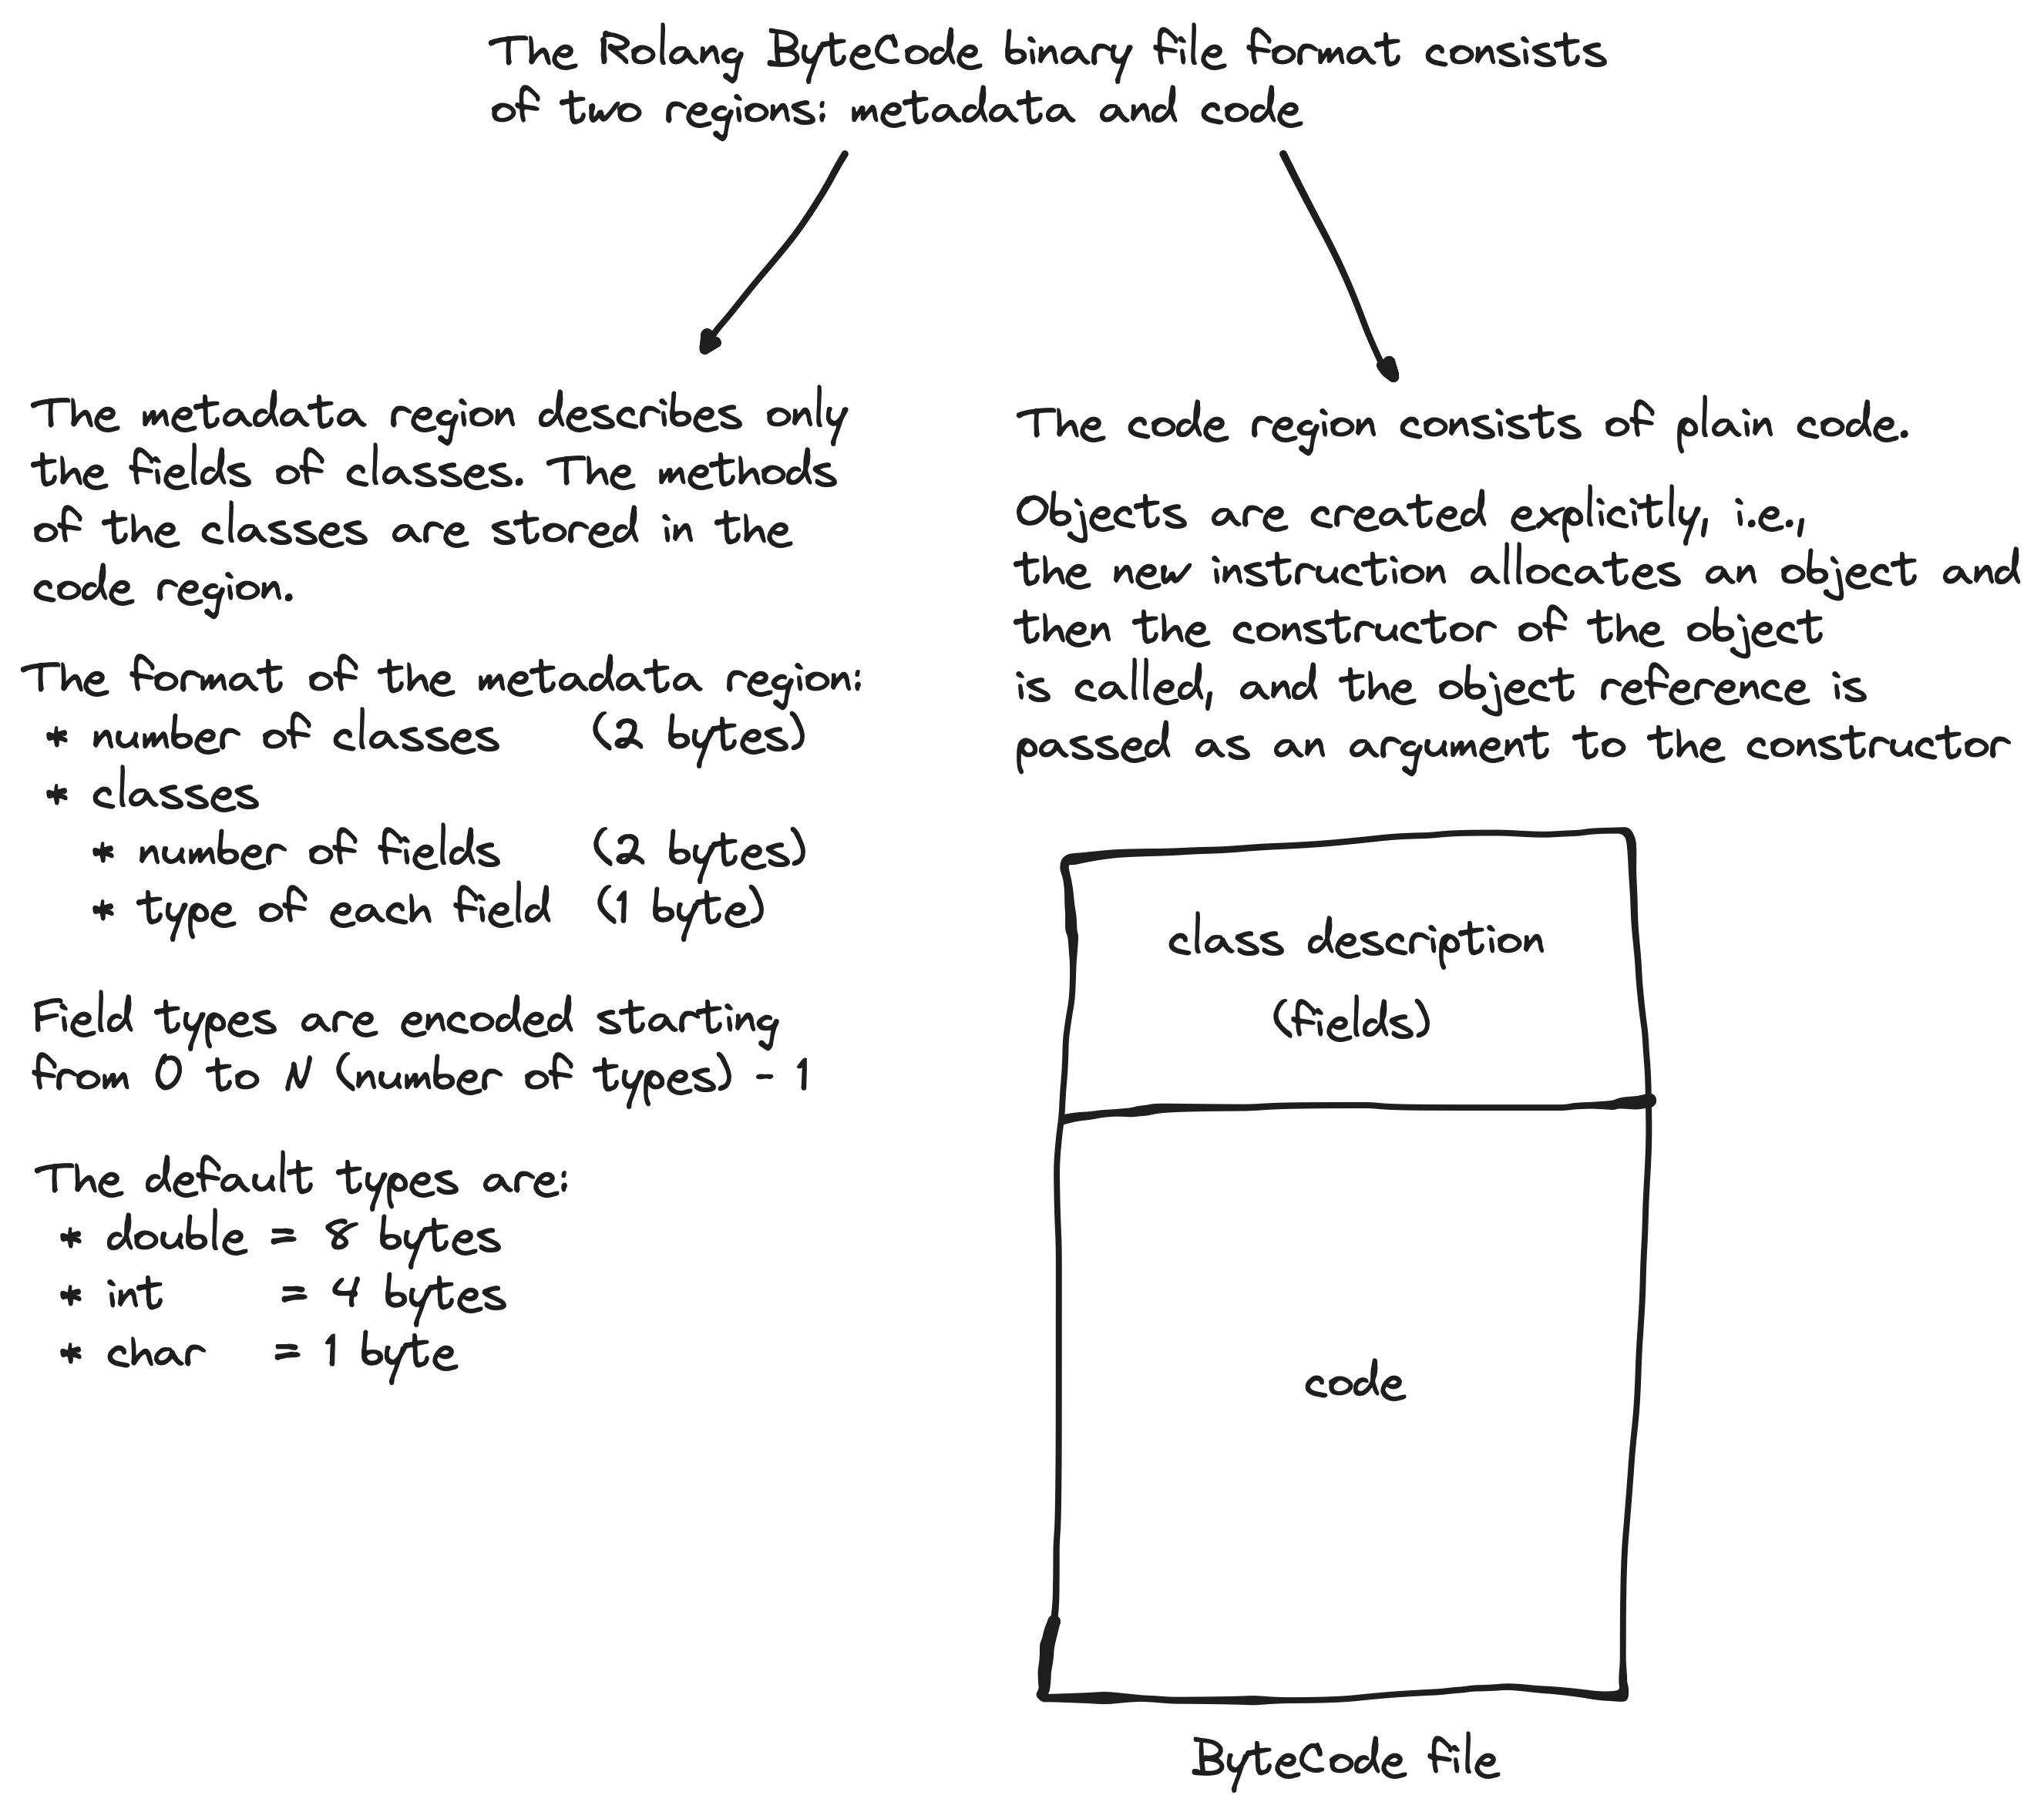 The Rolang ByteCode binary file format consists
of two regions: metadata and code
The metadata region describes only
the fields of classes. The methods
of the classes are stored in the
code region.
The format of the metadata region:
* number of classes (2 bytes)
* classes
* number of fields (2 bytes)
* type of each field (1 byte)
Field types are encoded starting
from 0 to N (number of types) - 1
The default types are:
* double = 8 bytes
* int = 4 bytes
* char = 1 byte
The code region consists of plain code.
Objects are created explicitly, i.e.,
the new instruction allocates an object and
then the constructor of the object
is called, and the object reference is
passed as an argument to the constructor
class description
(fields)
code
ByteCode file